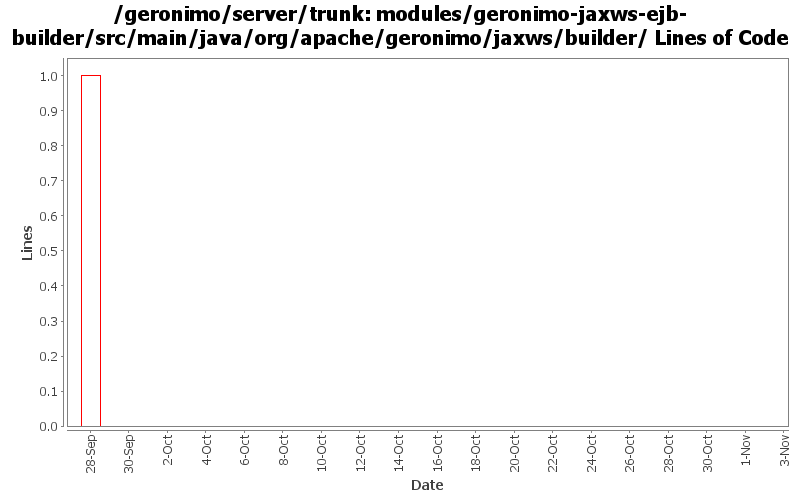 /geronimo/server/trunk: modules/geronimo-jaxws-ejb-
builder/src/main/java/org/apache/geronimo/jaxws/builder/ Lines of Code
1.0
0.9
0.8
0.7
0.6
0.5
0.4
0.3
0.2
0.1
0.0
Lines
28-Sep
30-Sep
2-Oct
4-Oct
6-Oct
8-Oct
10-Oct
12-Oct
14-Oct
16-Oct
18-Oct
20-Oct
22-Oct
24-Oct
26-Oct
28-Oct
30-Oct
1-Nov
3-Nov
Date